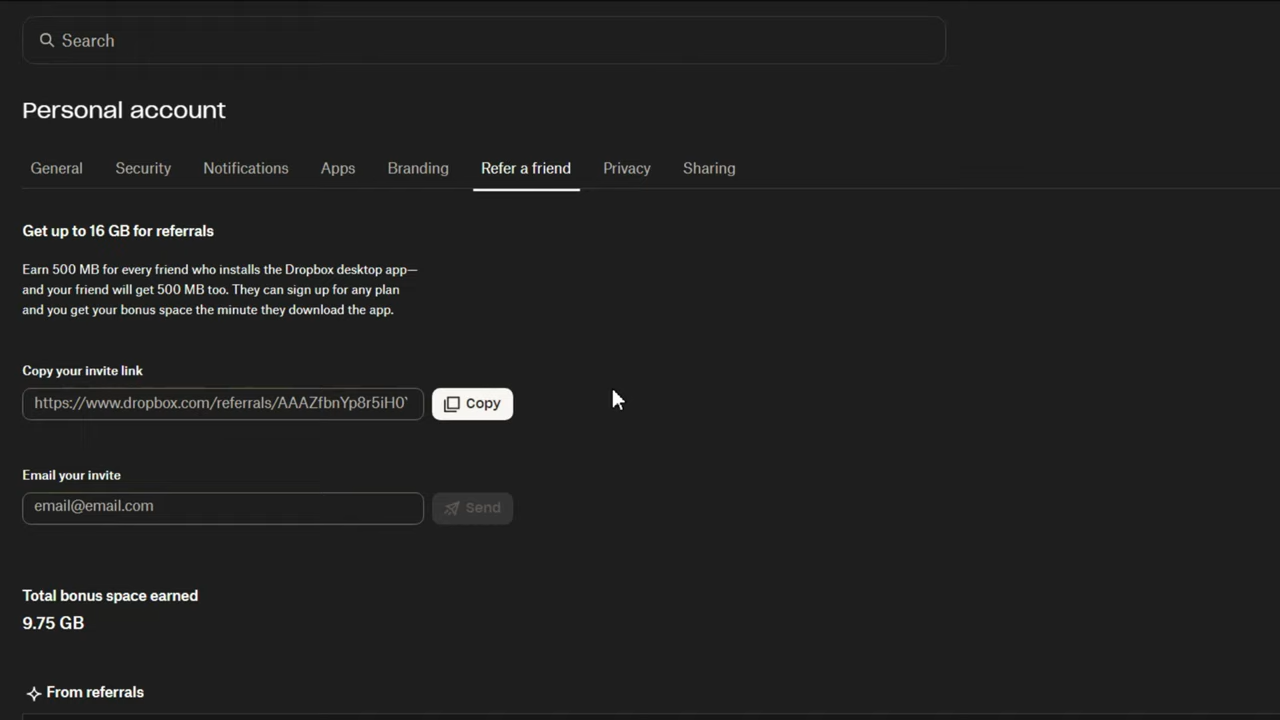 Search
Personal account
General Security Notifications Apps Branding Refer a friend Privacy Sharing
Get up to 16 GB for referrals
Earn 500 MB for every friend who installs the Dropbox desktop app—
and your friend will get 500 MB too. They can sign up for any plan
and you get your bonus space the minute they download the app.
Copy your invite link
https://www.dropbox.com/referrals/AAAZfbnYp8r5iH0
Copy
Email your invite
email@email.com
Send
Total bonus space earned
9.75 GB
From referrals